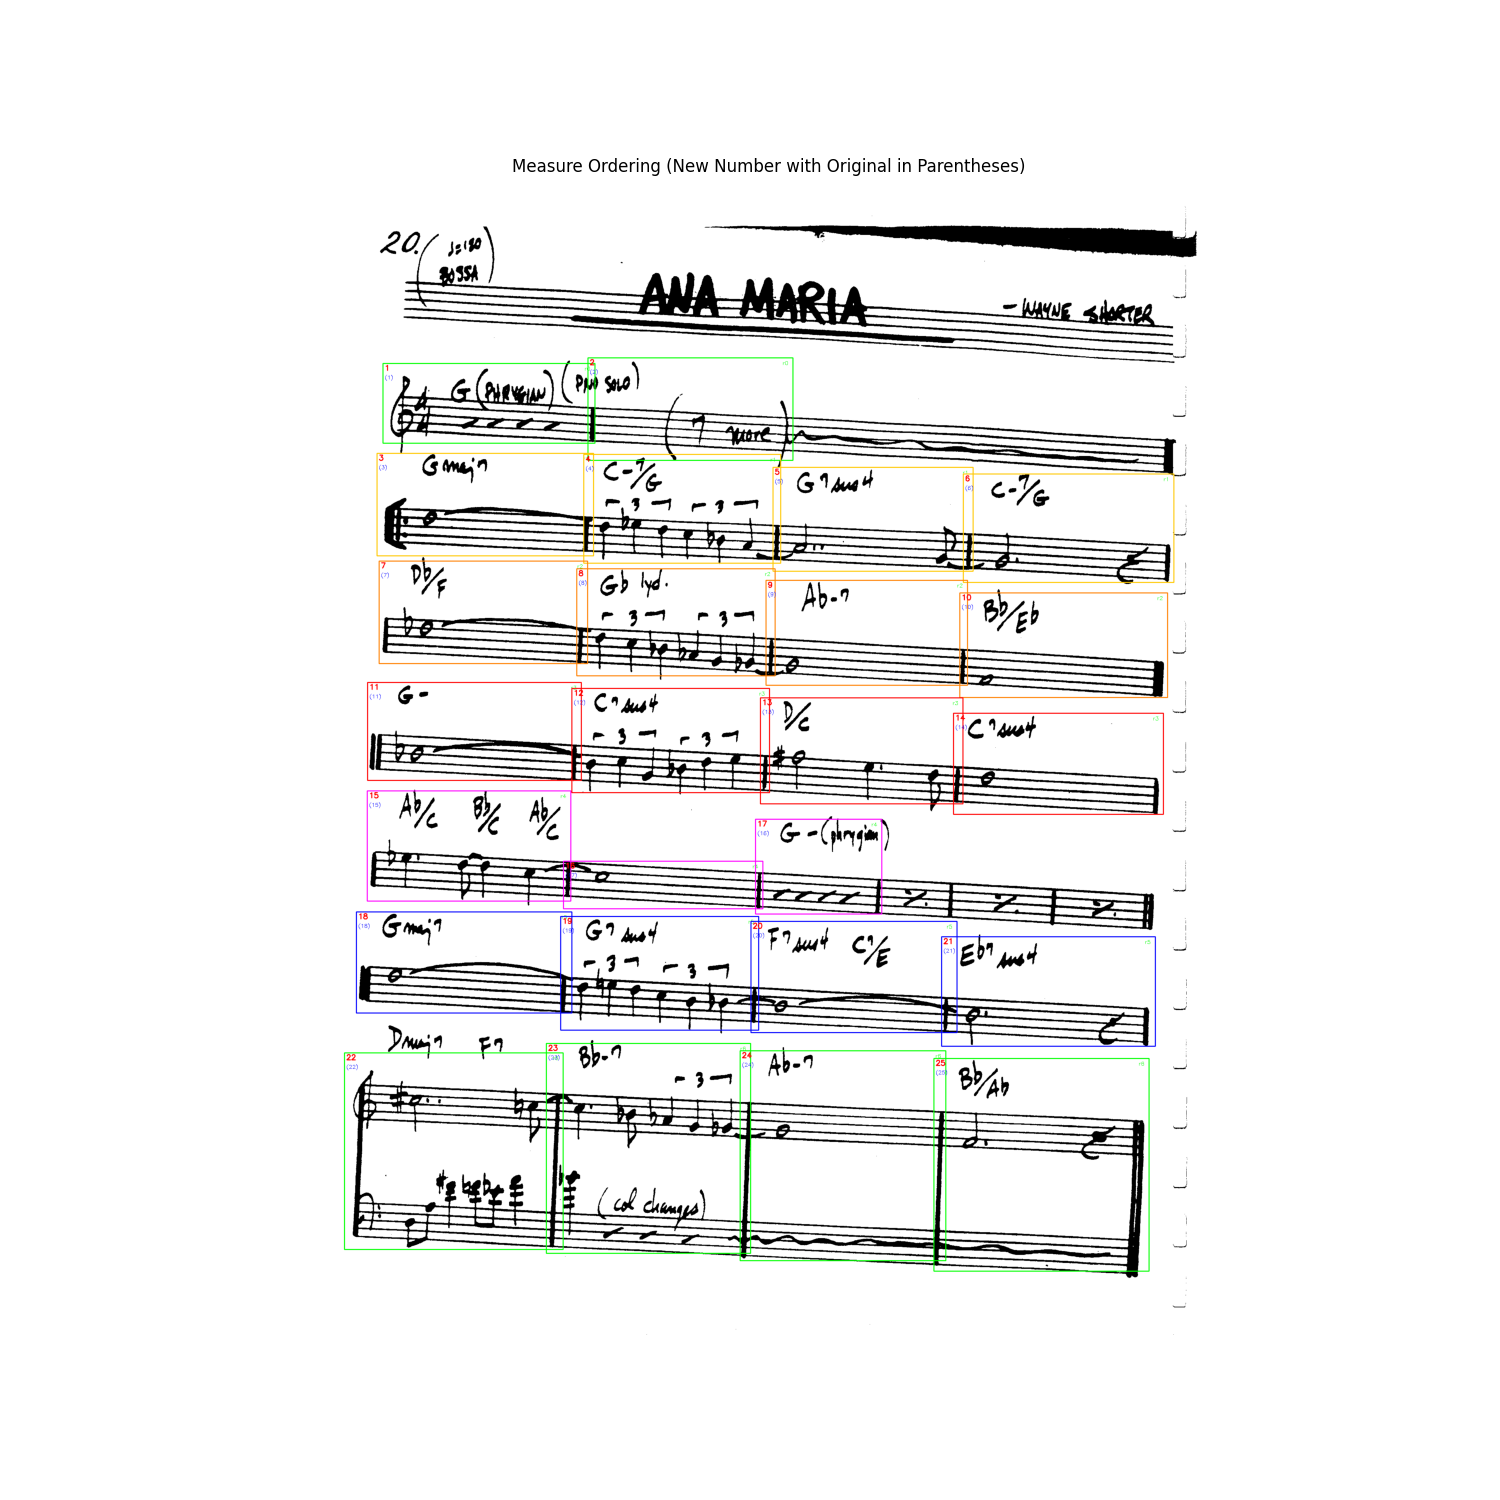 Measure Ordering (New Number with Original in Parentheses)
20. (♩=180 BOSSA)
ANA MARIA
- WAYNE SHORTER
1 (1) G (PHRYGIAN) 2 (PNO SOLO)
4 4 (7 more)
3 (3) Gmaj7 4 (4) C-7/G 5 (5) G7sus4 6 (6) C-7/G
3 3
7 (7) Db/F 8 (8) Gb lyd. 9 (9) Ab-7 10 (10) Bb/Eb
3 3
11 (11) G- 12 (12) C7sus4 13 (13) D/C 14 (14) C7sus4
3 3
15 (15) Ab/C Bb/C Ab/C 17 (16) G-(phrygian)
18 (18) Gmaj7 19 (19) G7sus4 20 (20) F7sus4 C7/E 21 (21) Eb7sus4
3 3
Dmaj7 F7
22 (22) 23 (23) Bb-7 24 (24) Ab-7 25 (25) Bb/Ab
3
(col changes)